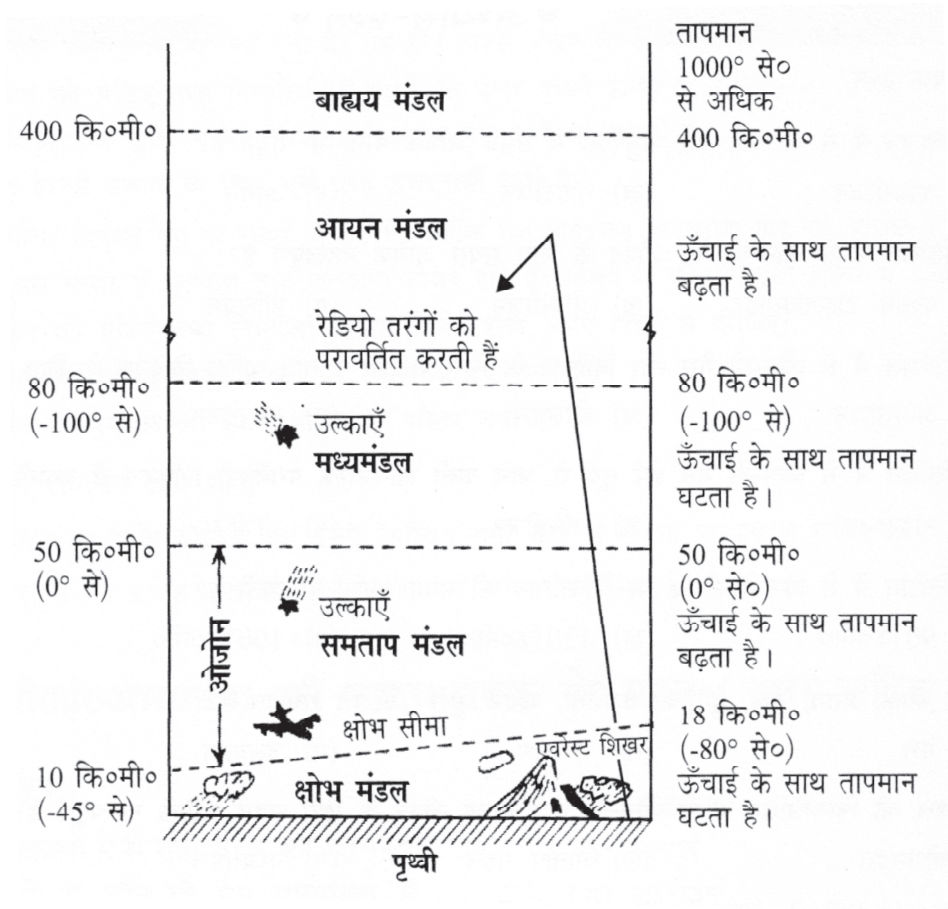 तापमान
1000° से०
से अधिक
बाह्यय मंडल
400 कि०मी०
400 कि०मी०
आयन मंडल
ऊँचाई के साथ तापमान
बढ़ता है।
रेडियो तरंगों को
परावर्तित करती हैं
80 कि०मी०
(-100° से)
80 कि०मी०
(-100° से)
उल्काएँ
मध्यमंडल
ऊँचाई के साथ तापमान
घटता है।
50 कि०मी०
(0° से)
50 कि०मी०
(0° से०)
उल्काएँ
समताप मंडल
ओजोन
ऊँचाई के साथ तापमान
बढ़ता है।
क्षोभ सीमा
18 कि०मी०
(-80° से०)
एवरेस्ट शिखर
10 कि०मी०
(-45° से)
क्षोभ मंडल
ऊँचाई के साथ तापमान
घटता है।
पृथ्वी